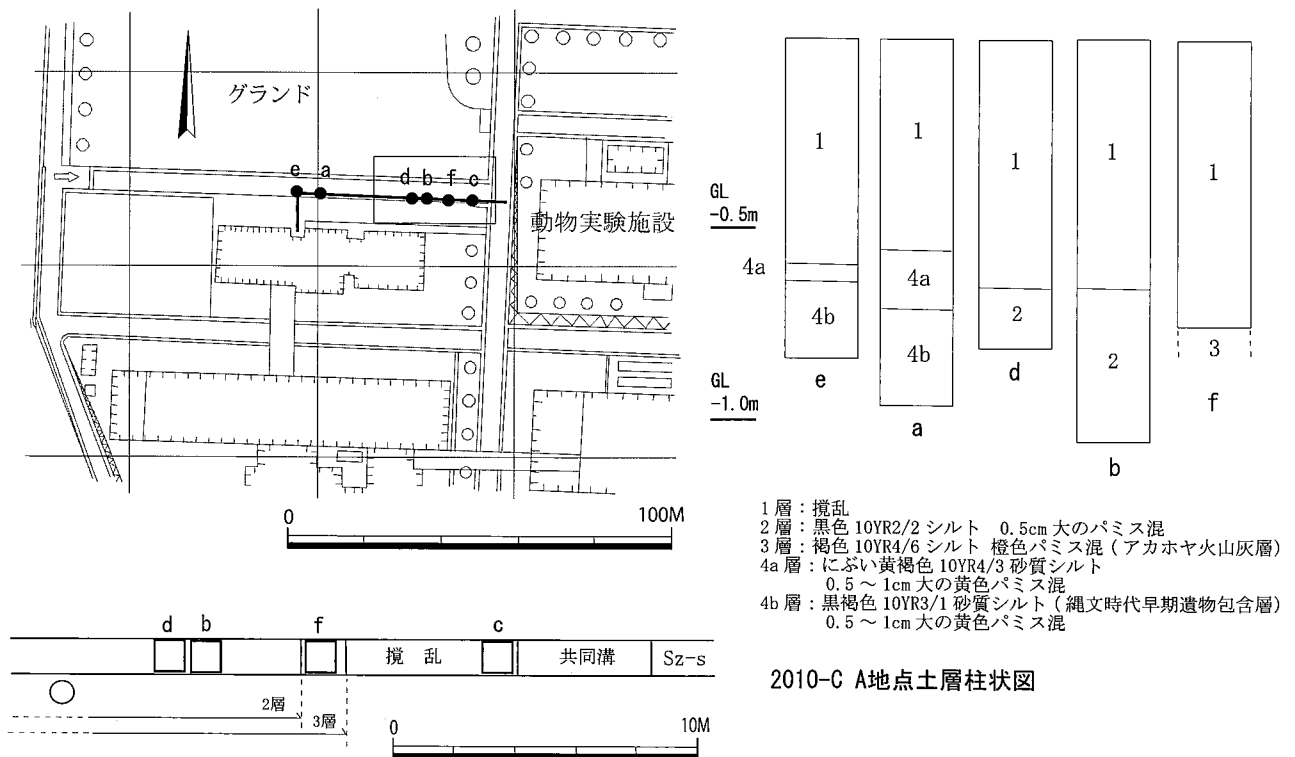 グランド
e
a
d
b
f
c
動物実験施設
0
100M
d
b
f
c
撹 乱
共同溝
Sz-s
2層
3層
0
10M
GL
-0.5m
GL
-1.0m
1
4a
4b
e
1
4a
4b
a
1
2
d
1
2
b
1
3
f
1層：撹乱
2層：黒色 10YR2/2 シルト 0.5cm 大のパミス混
3層：褐色 10YR4/6 シルト 橙色パミス混 ( アカホヤ火山灰層 )
4a 層：にぶい黄褐色 10YR4/3 砂質シルト
0.5 ～ 1cm 大の黄色パミス混
4b 層：黒褐色 10YR3/1 砂質シルト ( 縄文時代早期遺物包含層 )
0.5 ～ 1cm 大の黄色パミス混
2010-C A地点土層柱状図